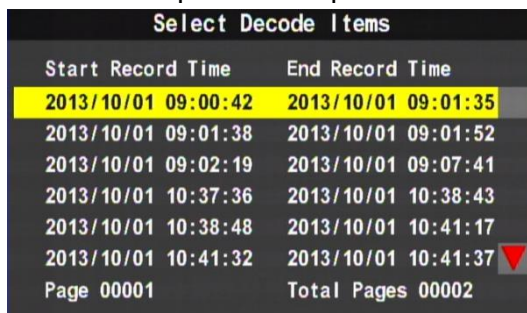 Select Decode Items
Start Record Time End Record Time
2013/10/01 09:00:42 2013/10/01 09:01:35
2013/10/01 09:01:38 2013/10/01 09:01:52
2013/10/01 09:02:19 2013/10/01 09:07:41
2013/10/01 10:37:36 2013/10/01 10:38:43
2013/10/01 10:38:48 2013/10/01 10:41:17
2013/10/01 10:41:32 2013/10/01 10:41:37
Page 00001 Total Pages 00002